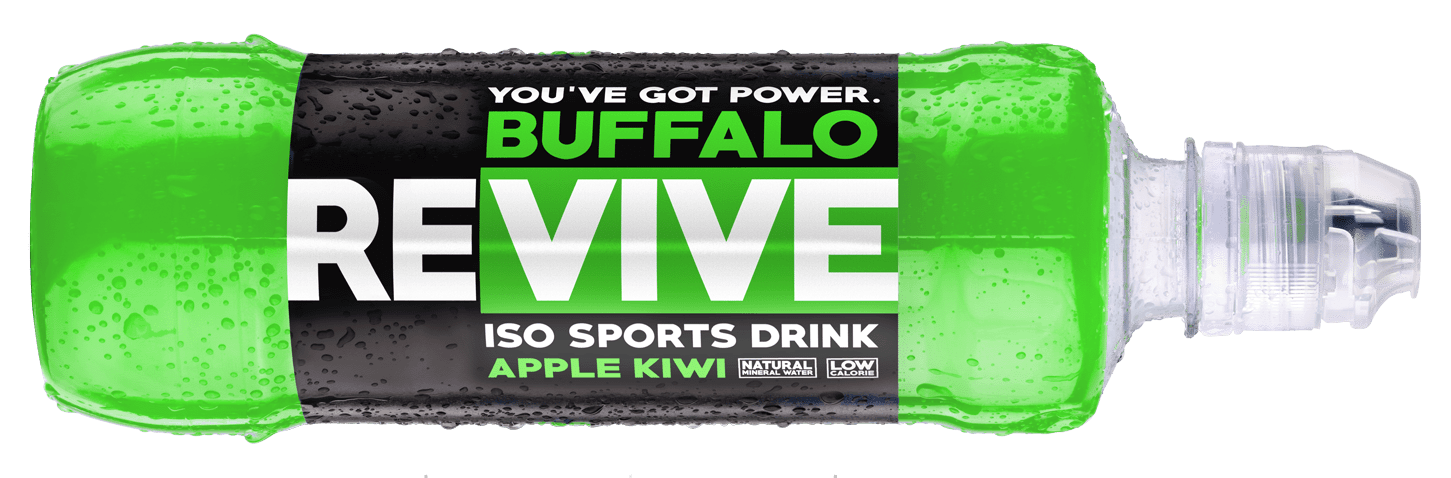 YOU'VE GOT POWER.
BUFFALO
REVIVE
ISO SPORTS DRINK
APPLE KIWI NATURAL MINERAL WATER LOW CALORIE